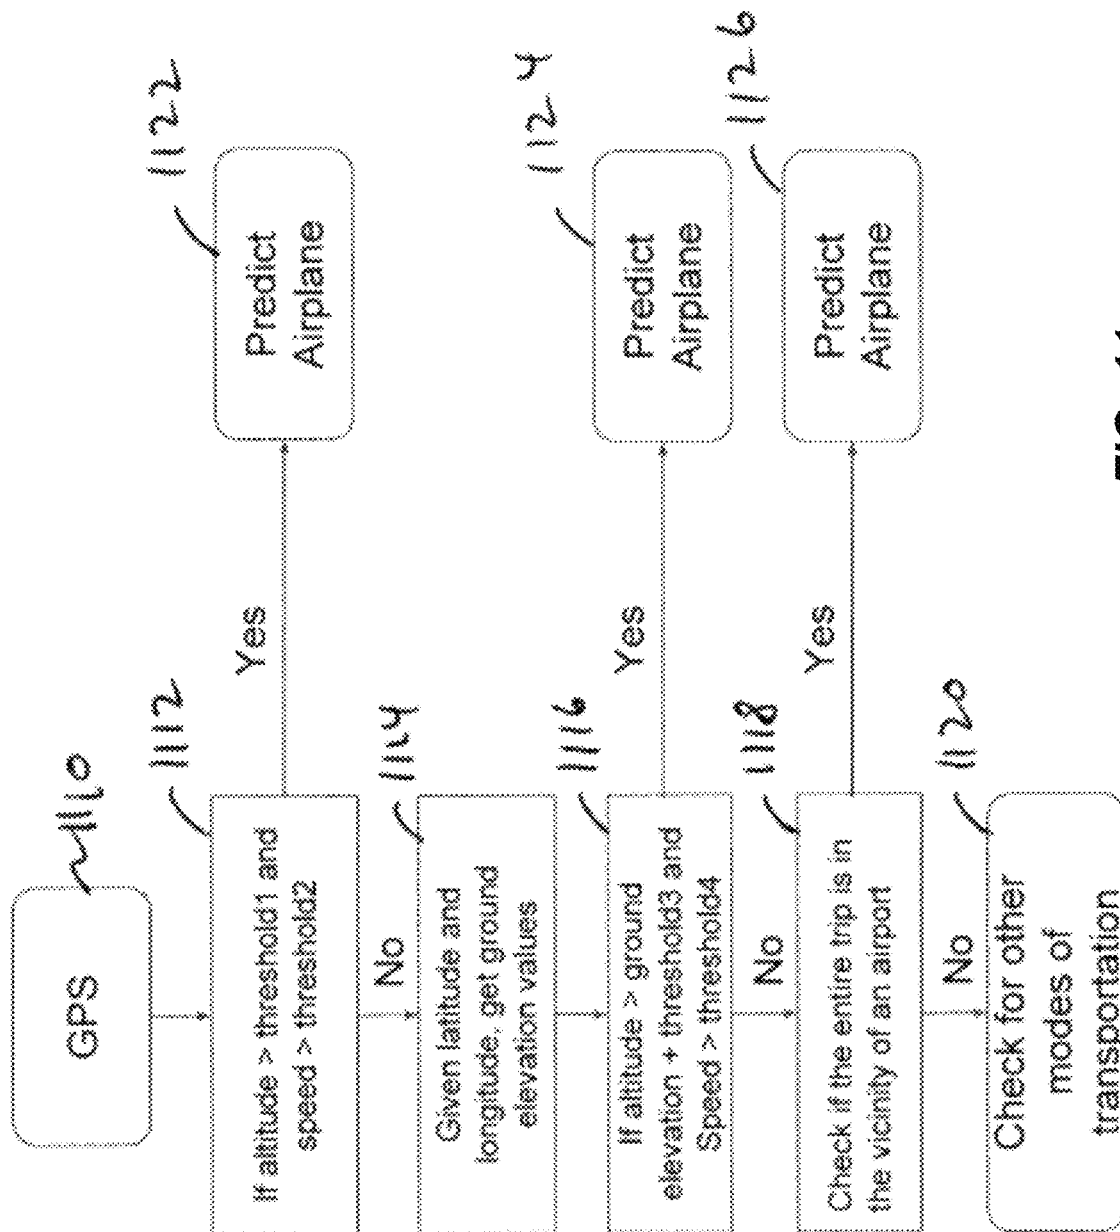 GPS
1110
If altitude > threshold1 and
speed > threshold2
1112
Yes
Predict
Airplane
1122
No
Given latitude and
longitude, get ground
elevation values
1114
If altitude > ground
elevation + threshold3 and
Speed > threshold4
1116
Yes
Predict
Airplane
1124
No
Check if the entire trip is in
the vicinity of an airport
1118
Yes
Predict
Airplane
1126
No
Check for other
modes of
transportation
1120